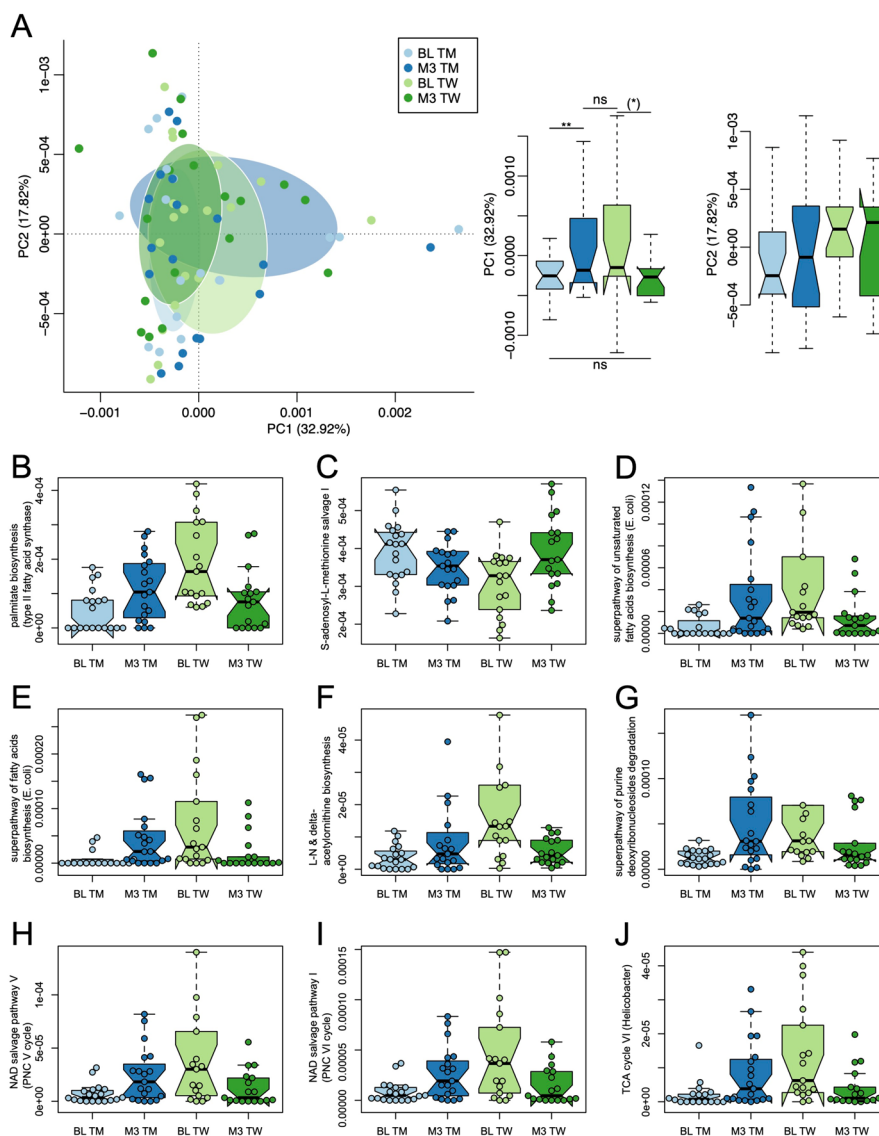 A
BL TM
M3 TM
BL TW
M3 TW
PC2 (17.82%)
1e-03
5e-04
0e+00
-5e-04
-0.001
0.000
0.001
0.002
PC1 (32.92%)
PC1 (32.92%)
0.0010
0.0000
-0.0010
ns
**
(*)
ns
PC2 (17.82%)
1e-03
5e-04
0e+00
-5e-04
B
palmitate biosynthesis
(type II fatty acid synthase)
4e-04
2e-04
0e+00
BL TM M3 TM BL TW M3 TW
C
S-adenosyl-L-methionine salvage I
5e-04
4e-04
3e-04
2e-04
BL TM M3 TM BL TW M3 TW
D
superpathway of unsaturated
fatty acids biosynthesis (E. coli)
0.00012
0.00006
0.00000
BL TM M3 TM BL TW M3 TW
E
superpathway of fatty acids
biosynthesis (E. coli)
0.00020
0.00010
0.00000
BL TM M3 TM BL TW M3 TW
F
L-N & delta-
acetylornithine biosynthesis
4e-05
2e-05
0e+00
BL TM M3 TM BL TW M3 TW
G
superpathway of purine
deoxyribonucleosides degradation
0.00010
0.00000
BL TM M3 TM BL TW M3 TW
H
NAD salvage pathway V
(PNC V cycle)
1e-04
5e-05
0e+00
BL TM M3 TM BL TW M3 TW
I
NAD salvage pathway I
(PNC VI cycle)
0.00015
0.00010
0.00005
0.00000
BL TM M3 TM BL TW M3 TW
J
TCA cycle VI (Helicobacter)
4e-05
2e-05
0e+00
BL TM M3 TM BL TW M3 TW